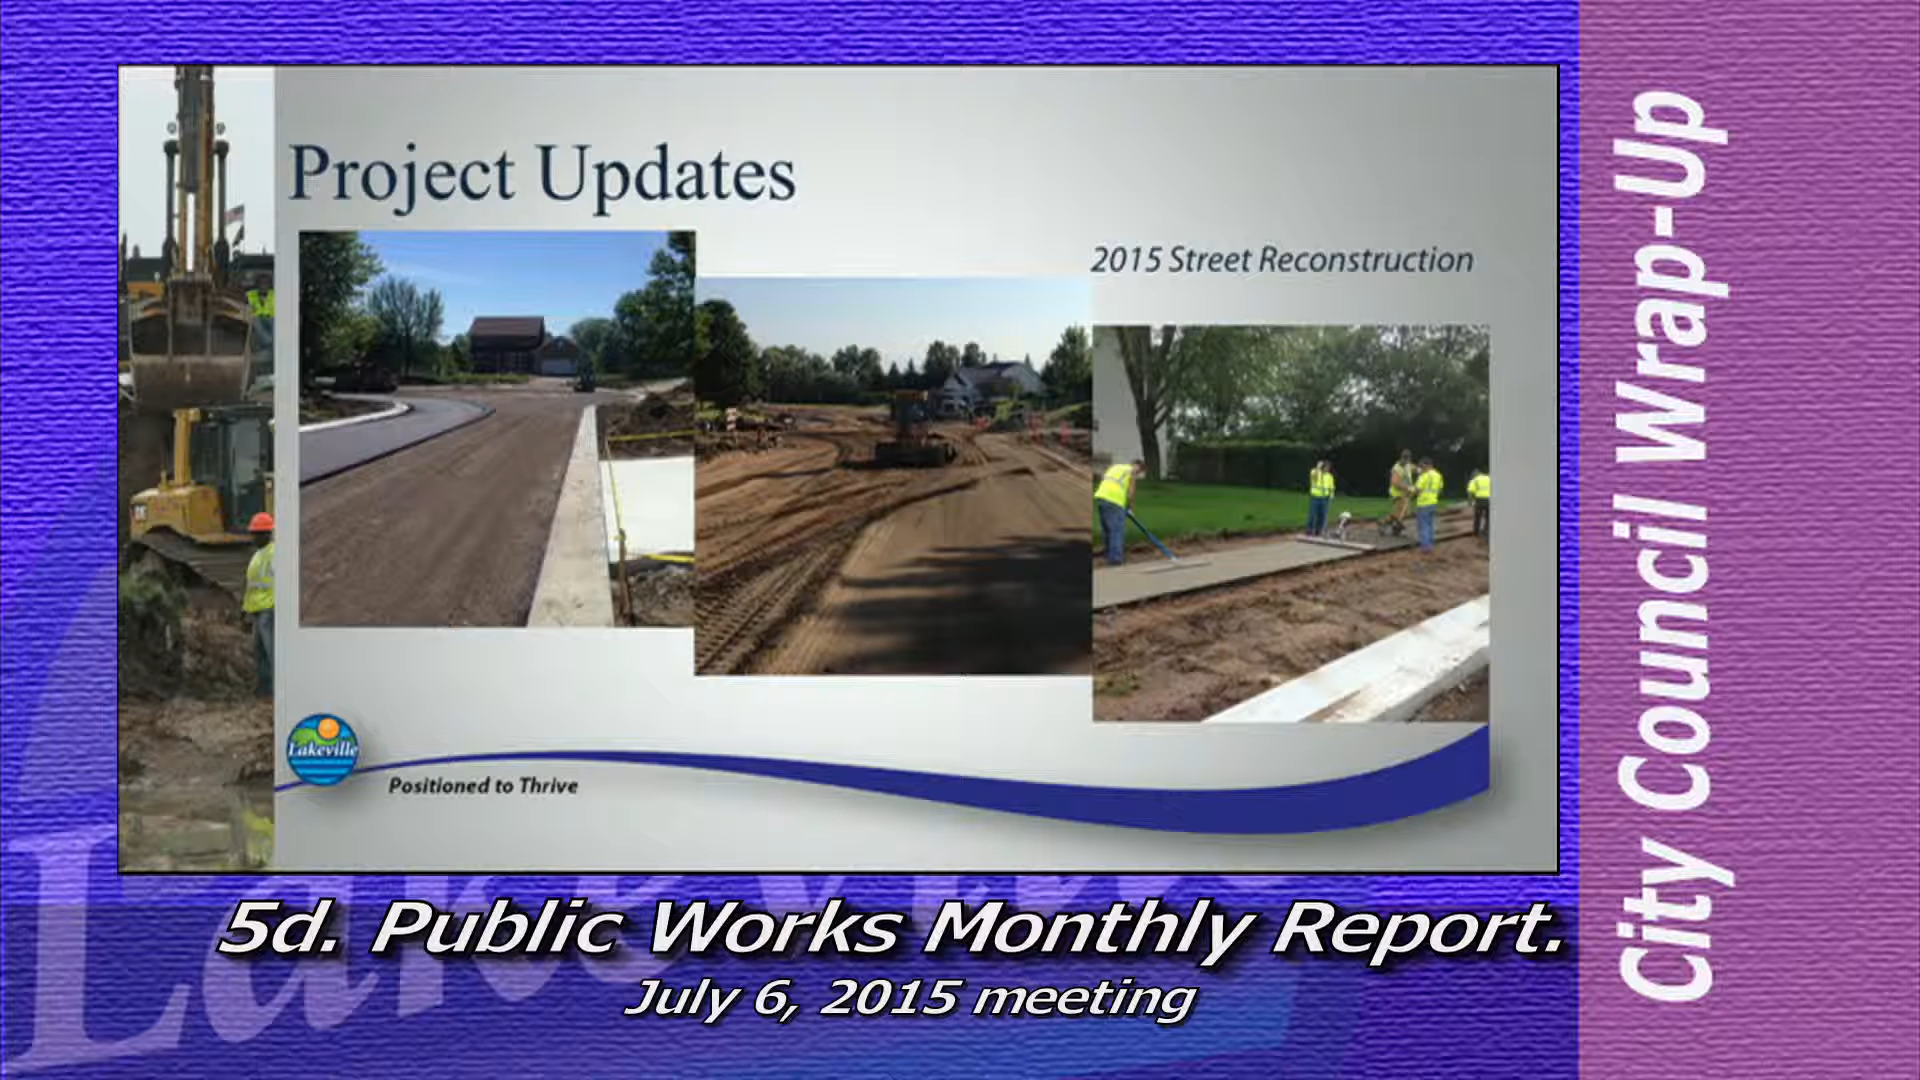 Project Updates
2015 Street Reconstruction
Lakeville
Positioned to Thrive
5d. Public Works Monthly Report.
July 6, 2015 meeting
City Council Wrap-Up
Lakeville